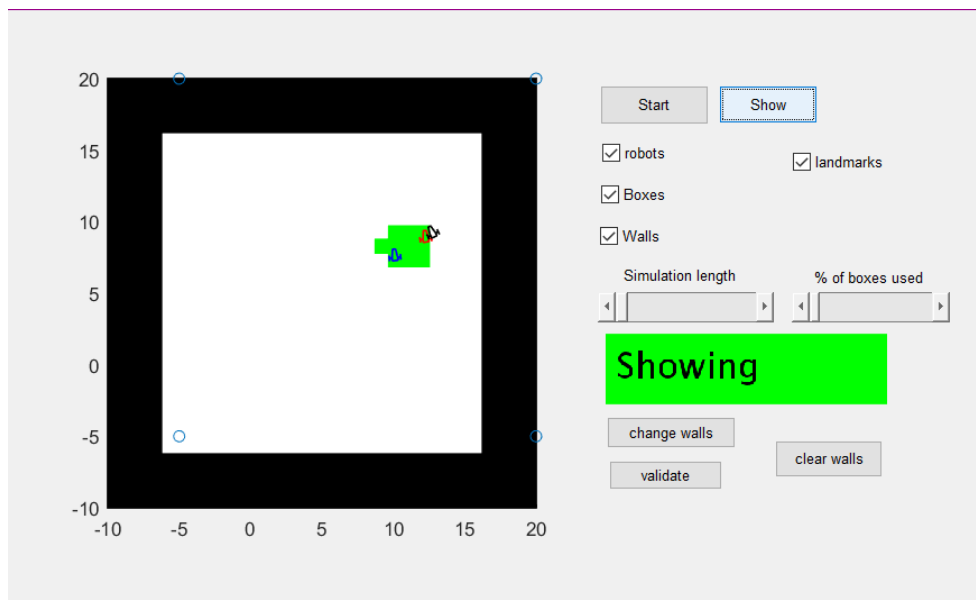 20
15
10
5
0
-5
-10
-10 -5 0 5 10 15 20
Start Show
robots landmarks
Boxes
Walls
Simulation length % of boxes used
Showing
change walls
clear walls
validate